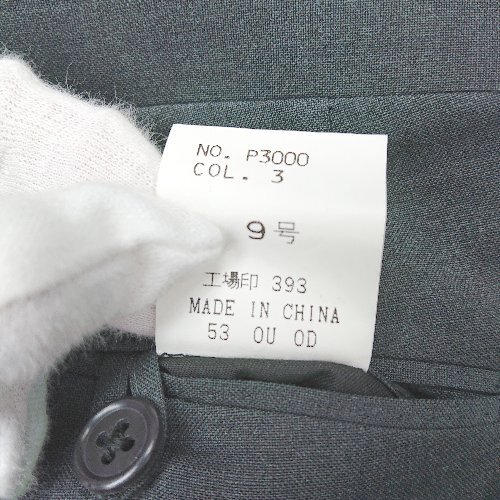 NO. P3000
COL. 3
9号
工場印 393
MADE IN CHINA
53 OU OD